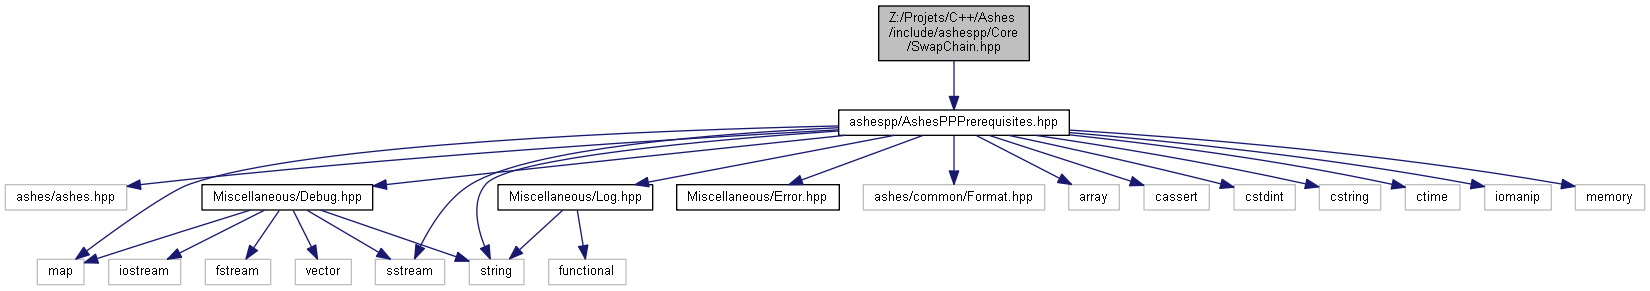 Z:/Projets/C++/Ashes
/include/ashespp/Core
/SwapChain.hpp
ashespp/AshesPPPrerequisites.hpp
ashes/ashes.hpp
Miscellaneous/Debug.hpp
Miscellaneous/Log.hpp
Miscellaneous/Error.hpp
ashes/common/Format.hpp
array
cassert
cstdint
cstring
ctime
iomanip
memory
map
iostream
fstream
vector
sstream
string
functional